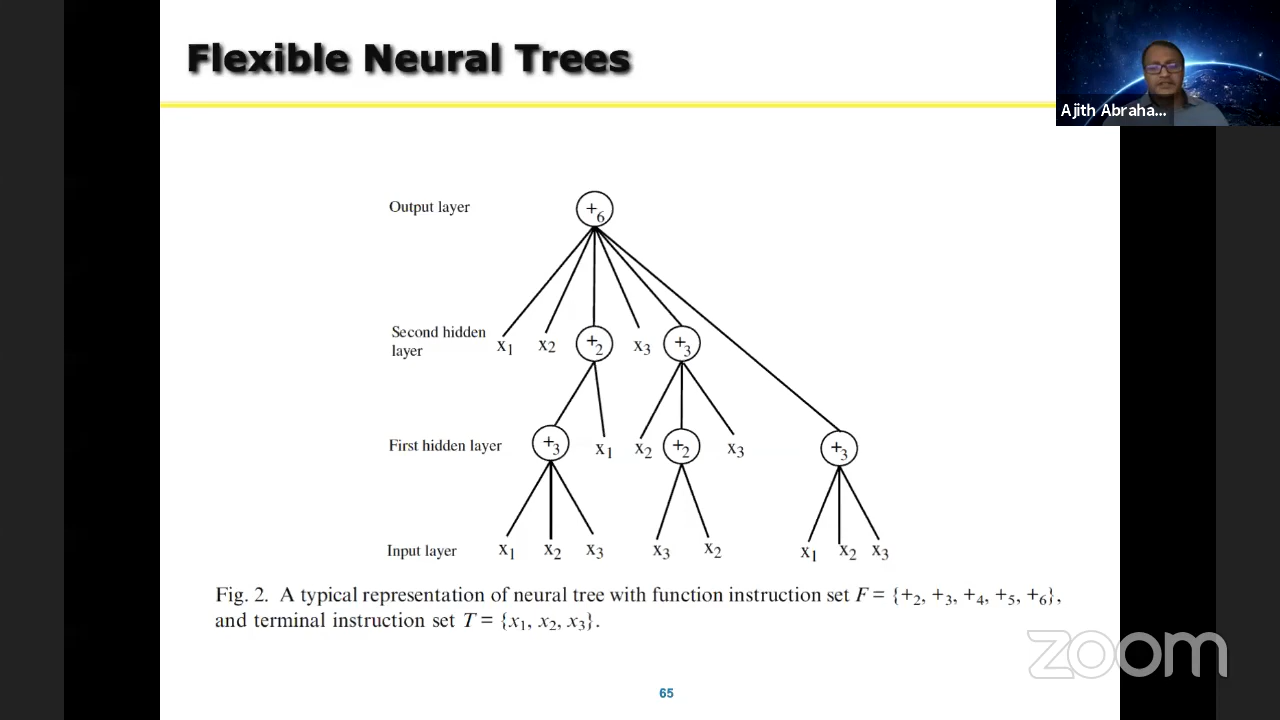 Flexible Neural Trees
Ajith Abraha...
Output layer
+6
Second hidden
layer
x1 x2 +2 x3 +3
First hidden layer
+3 x1 x2 +2 x3 +3
Input layer
x1 x2 x3 x3 x2 x1 x2 x3
Fig. 2. A typical representation of neural tree with function instruction set F = {+2, +3, +4, +5, +6},
and terminal instruction set T = {x1, x2, x3}.
zoom
65